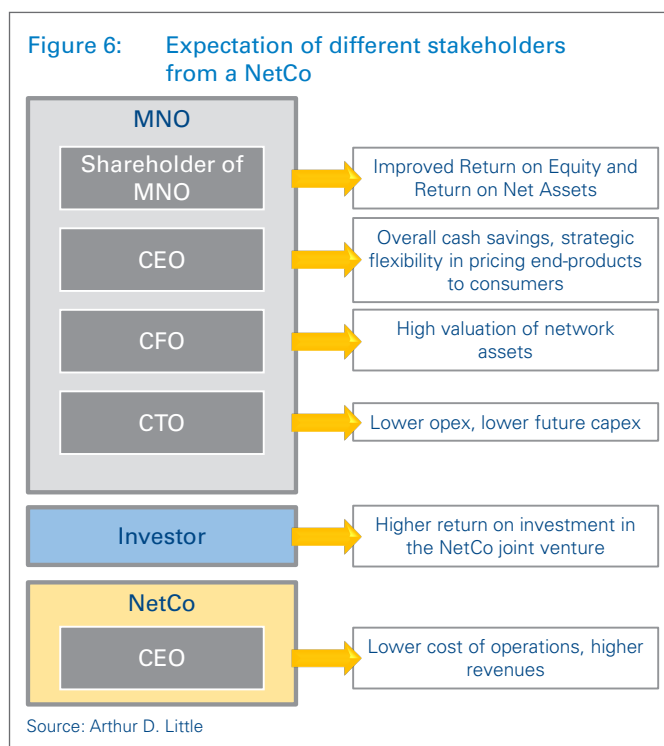 Figure 6: Expectation of different stakeholders
from a NetCo
MNO
Shareholder of
MNO
Improved Return on Equity and
Return on Net Assets
CEO
Overall cash savings, strategic
flexibility in pricing end-products
to consumers
CFO
High valuation of network
assets
CTO
Lower opex, lower future capex
Investor
Higher return on investment in
the NetCo joint venture
NetCo
CEO
Lower cost of operations, higher
revenues
Source: Arthur D. Little